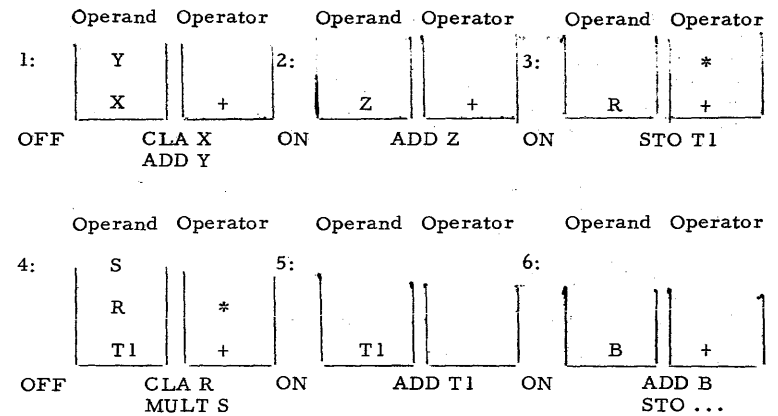 Operand Operator Operand Operator Operand Operator
1: Y 2: 3: *
X + Z + R +
OFF CLA X ON ADD Z ON STO T1
ADD Y
Operand Operator Operand Operator Operand Operator
4: S 5: 6:
R *
T1 + T1 B +
OFF CLA R ON ADD T1 ON ADD B
MULT S STO ...